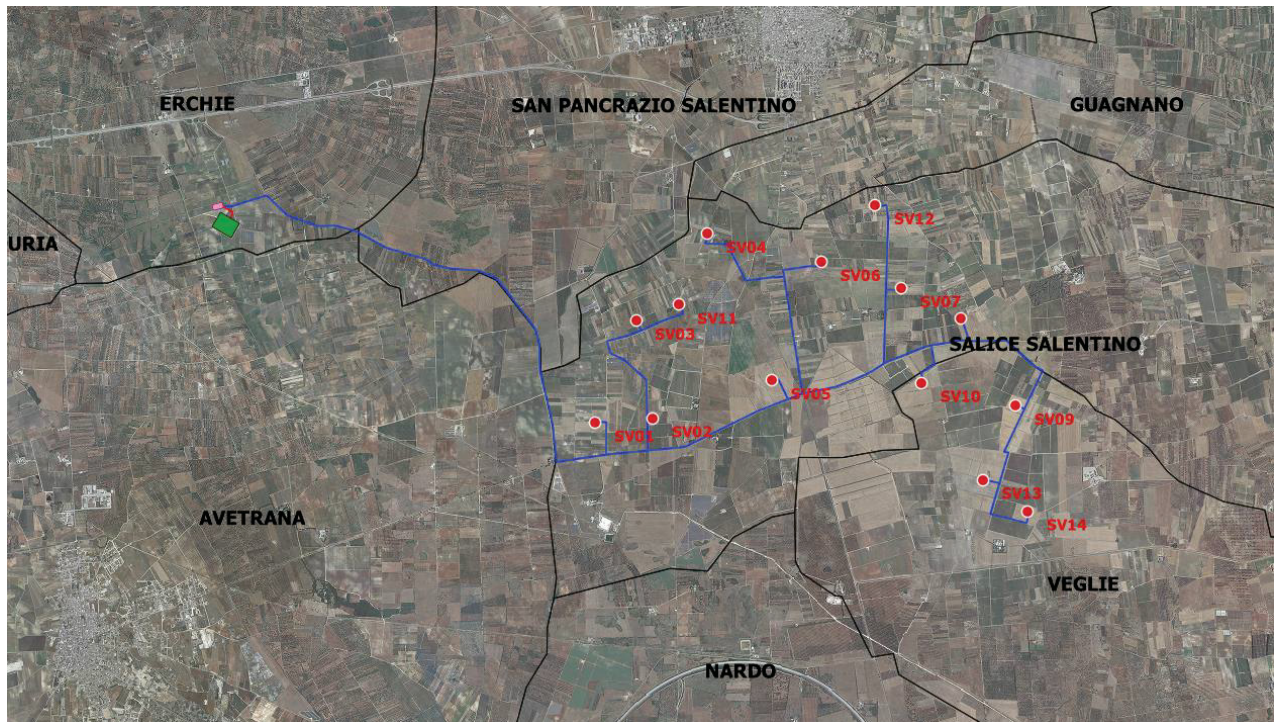 ERCHIE
SAN PANCRAZIO SALENTINO
GUAGNANO
SV12
URIA
SV04
SV06
SV07
SV11
SV03
SALICE SALENTINO
SV10
SV05
SV09
SV01
SV02
SV13
AVETRANA
SV14
VEGLIE
NARDO